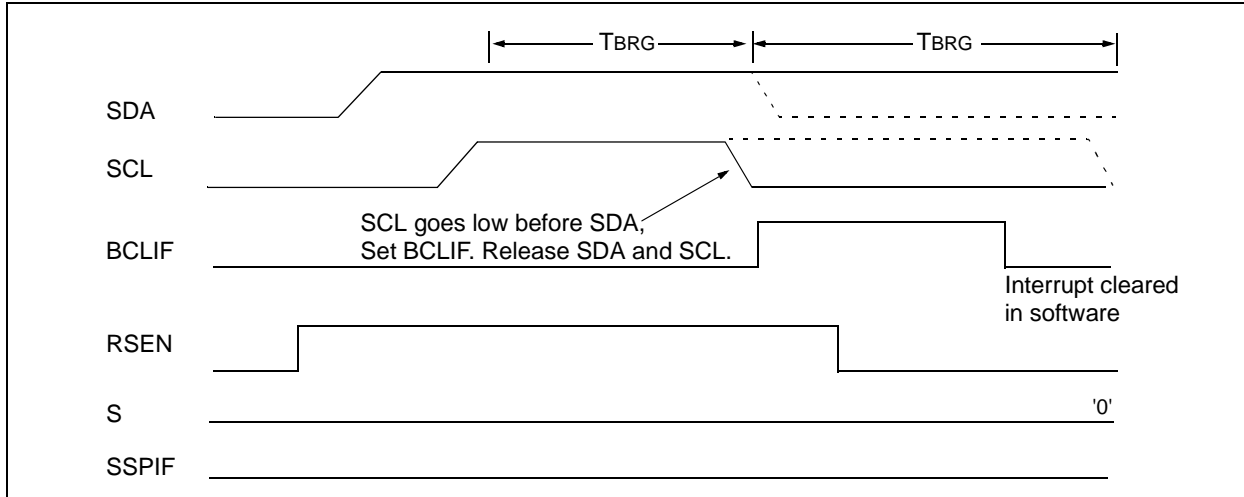 TBRG TBRG
SDA
SCL
SCL goes low before SDA,
Set BCLIF. Release SDA and SCL.
BCLIF
Interrupt cleared
in software
RSEN
S '0'
SSPIF